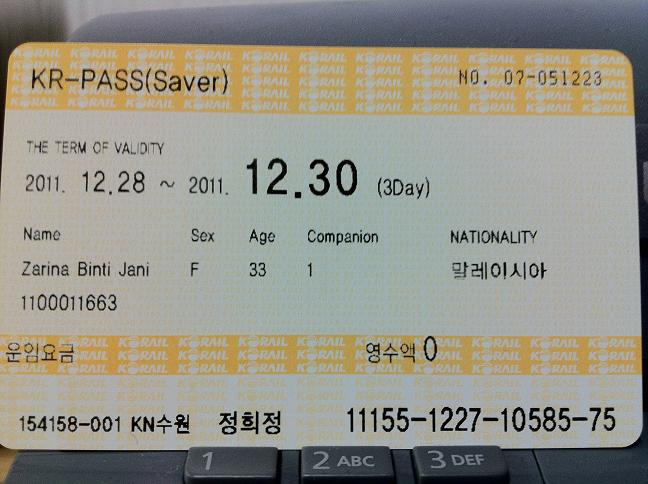 KR-PASS(Saver) NO. 07-051223
THE TERM OF VALIDITY
2011. 12.28 ~ 2011. 12.30 (3Day)
Name Sex Age Companion NATIONALITY
Zarina Binti Jani F 33 1 말레이시아
1100011663
운임요금 영수액 0
154158-001 KN수원 정희정 11155-1227-10585-75
1 2 ABC 3 DEF